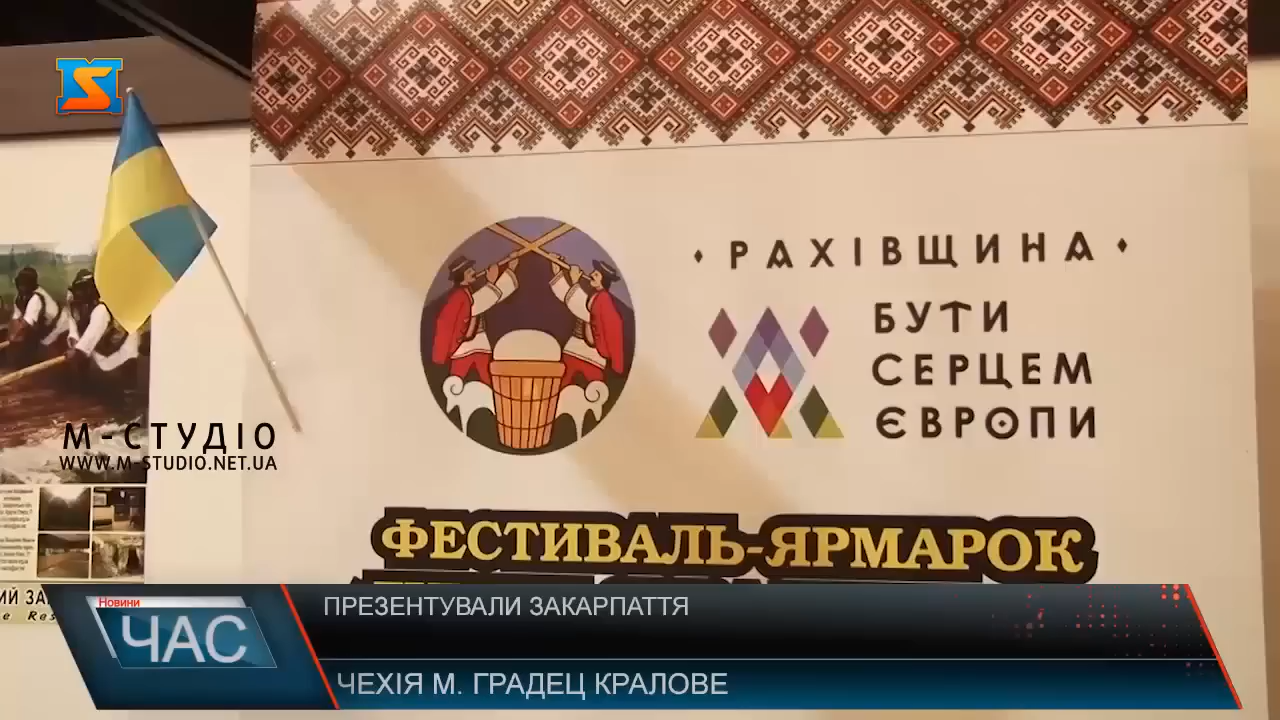 · РАХІВЩИНА ·
БУТИ
СЕРЦЕМ
ЄВРОПИ
М-СТУДІО
WWW.M-STUDIO.NET.UA
ФЕСТИВАЛЬ-ЯРМАРОК
Новини
ЧАС
ПРЕЗЕНТУВАЛИ ЗАКАРПАТТЯ
ЧЕХІЯ М. ГРАДЕЦ КРАЛОВЕ